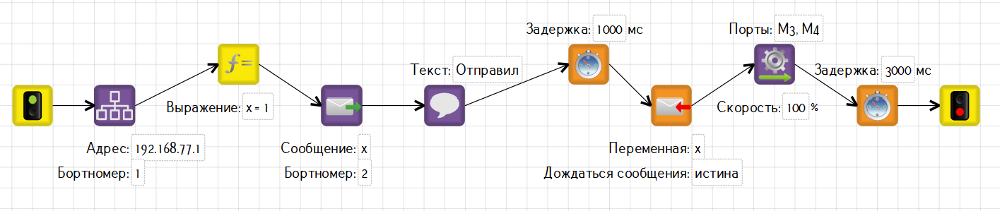 Задержка: 1000 мс
Порты: М3, М4
Текст: Отправил
Задержка: 3000 мс
f=
Выражение: x = 1
Скорость: 100 %
Адрес: 192.168.77.1
Сообщение: x
Переменная: x
Бортномер: 1
Бортномер: 2
Дождаться сообщения: истина